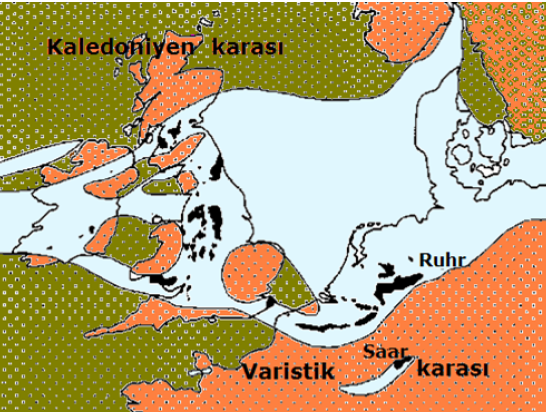 Kaledoniyen karası
Ruhr
Saar
Varistik karası